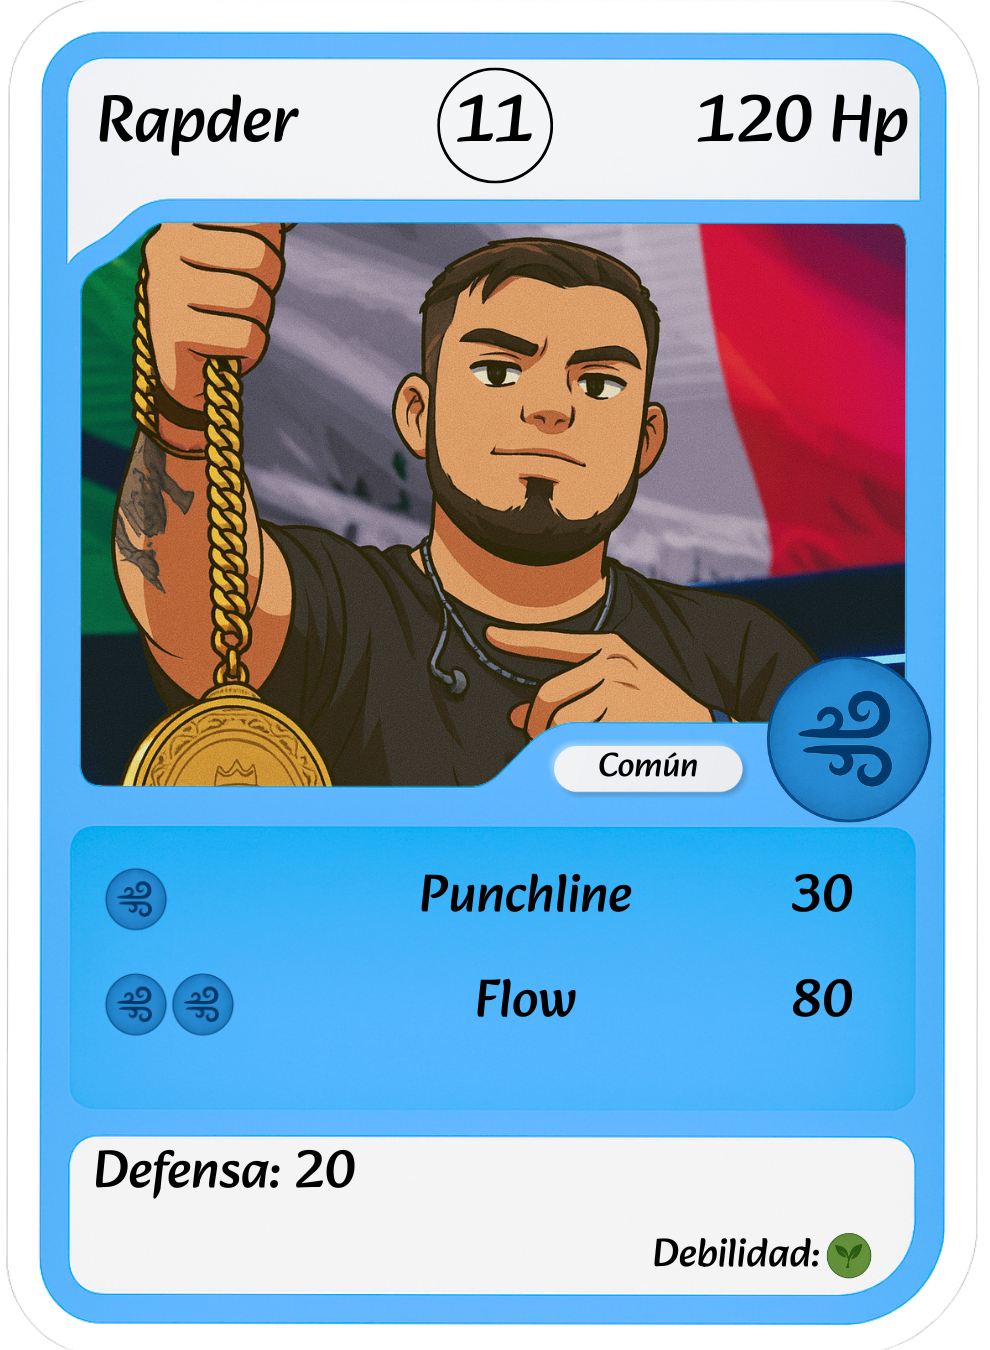 Rapder 11 120 Hp
Común
Punchline 30
Flow 80
Defensa: 20
Debilidad: